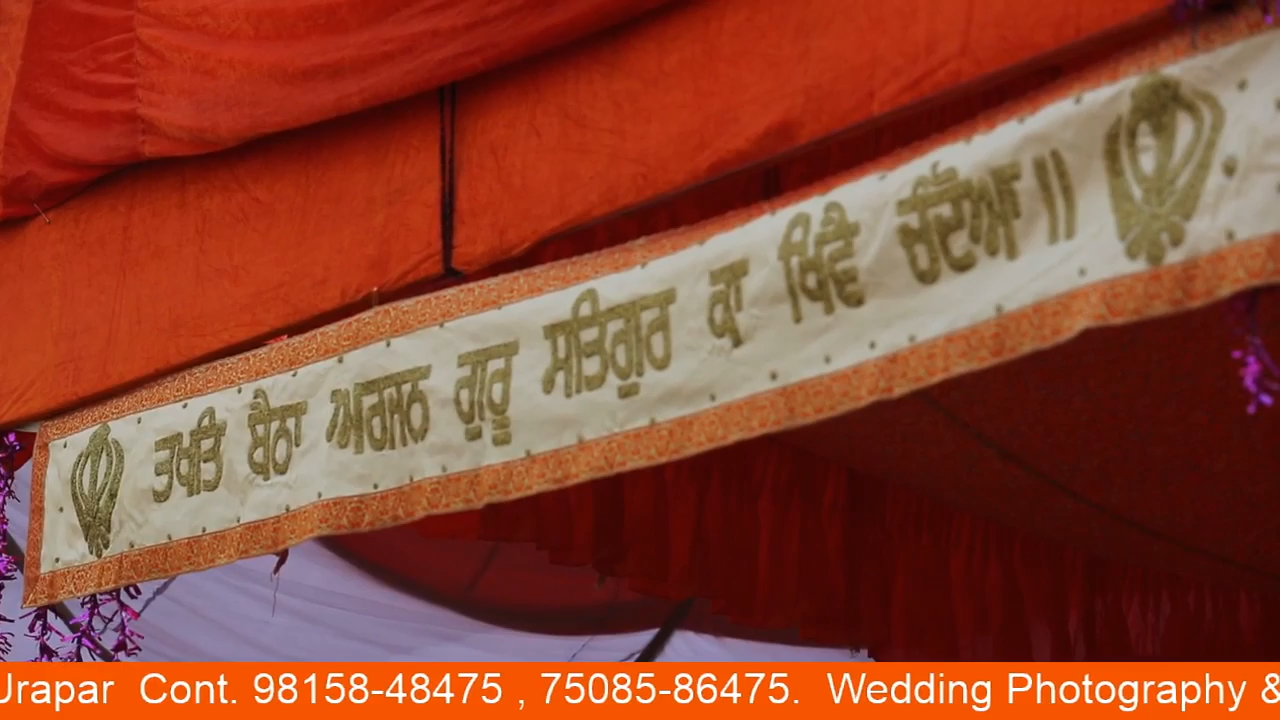 ਤਖਤਿ ਬੈਠਾ ਅਰਜਨ ਗੁਰੂ ਸਤਿਗੁਰ ਕਾ ਖਿਵੈ ਚੰਦੋਆ ॥
Urapar Cont. 98158-48475 , 75085-86475. Wedding Photography &